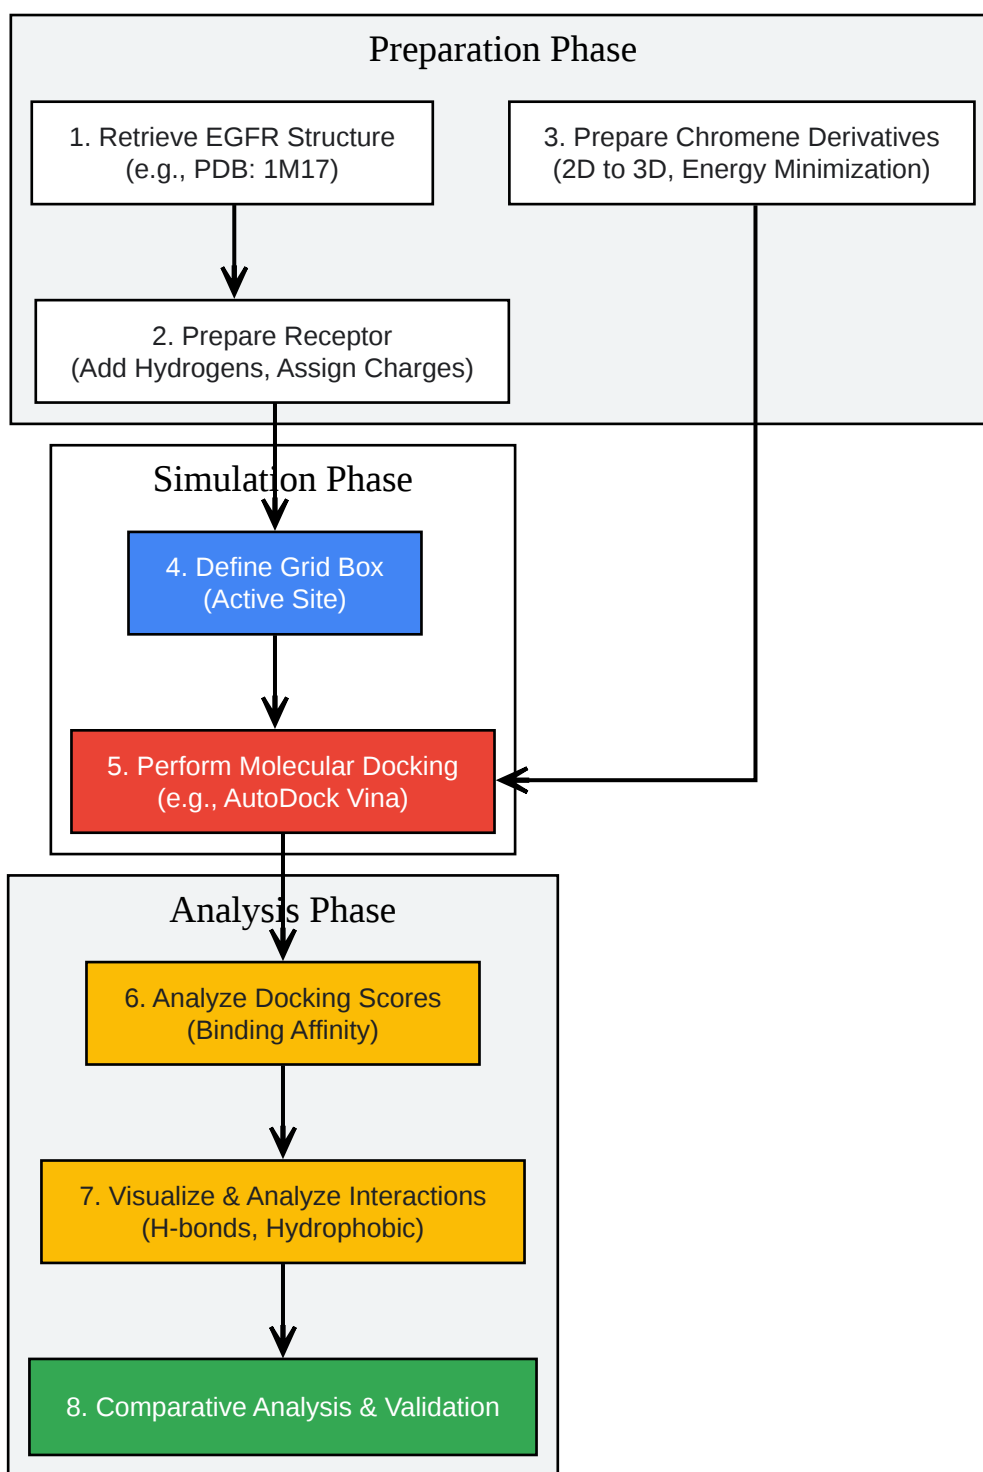 Preparation Phase
1. Retrieve EGFR Structure
(e.g., PDB: 1M17)
3. Prepare Chromene Derivatives
(2D to 3D, Energy Minimization)
2. Prepare Receptor
(Add Hydrogens, Assign Charges)
Simulation Phase
4. Define Grid Box
(Active Site)
5. Perform Molecular Docking
(e.g., AutoDock Vina)
Analysis Phase
6. Analyze Docking Scores
(Binding Affinity)
7. Visualize & Analyze Interactions
(H-bonds, Hydrophobic)
8. Comparative Analysis & Validation